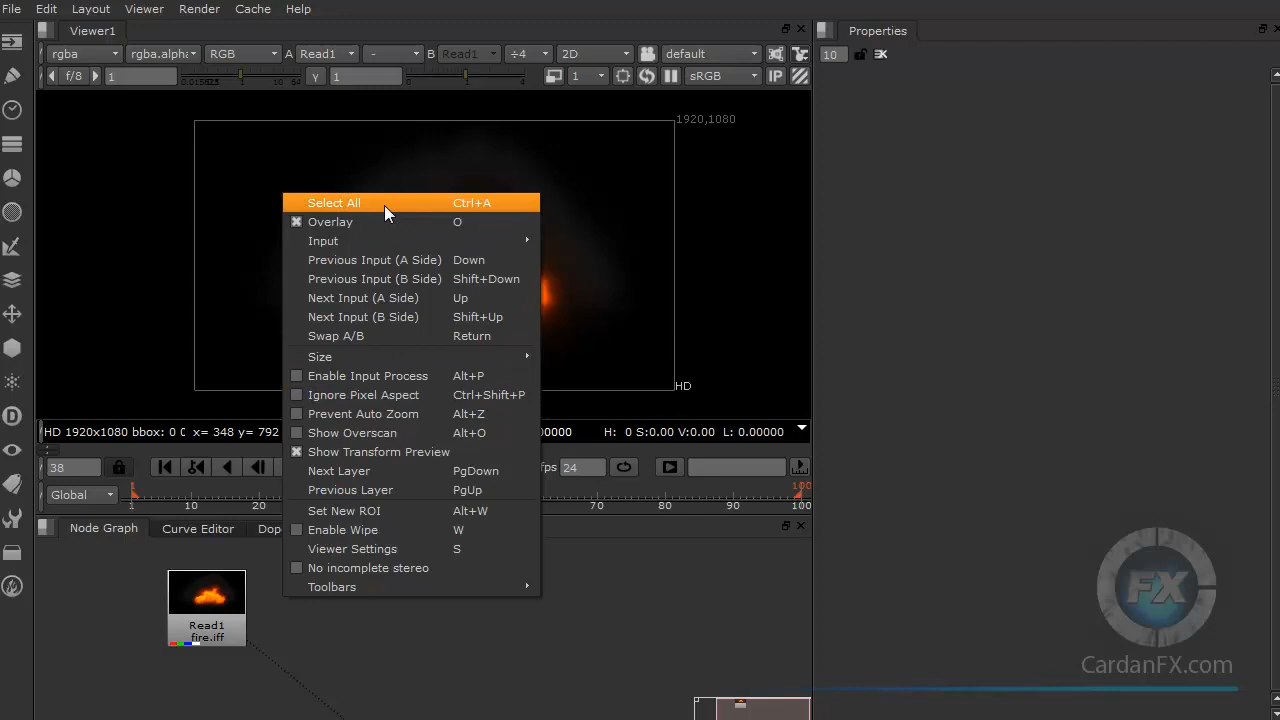 File Edit Layout Viewer Render Cache Help
Viewer1
Properties
rgba rgba.alpha RGB A Read1 - B Read1 ÷4 2D default
10
f/8 1 γ 1 1 sRGB IP
1920,1080
Select All Ctrl+A
Overlay O
Input
Previous Input (A Side) Down
Previous Input (B Side) Shift+Down
Next Input (A Side) Up
Next Input (B Side) Shift+Up
Swap A/B Return
Size
Enable Input Process Alt+P
HD
Ignore Pixel Aspect Ctrl+Shift+P
Prevent Auto Zoom Alt+Z
HD 1920x1080 bbox: 0 0 x= 348 y= 792 Show Overscan Alt+O 00000 H: 0 S:0.00 V:0.00 L: 0.00000
Show Transform Preview
38 Next Layer PgDown fps 24
Global 1 10 20 70 80 90 100 100
Previous Layer PgUp
Set New ROI Alt+W
Node Graph Curve Editor Dop
Enable Wipe W
Viewer Settings S
No incomplete stereo
Toolbars
Read1
fire.iff
FX
CardanFX.com